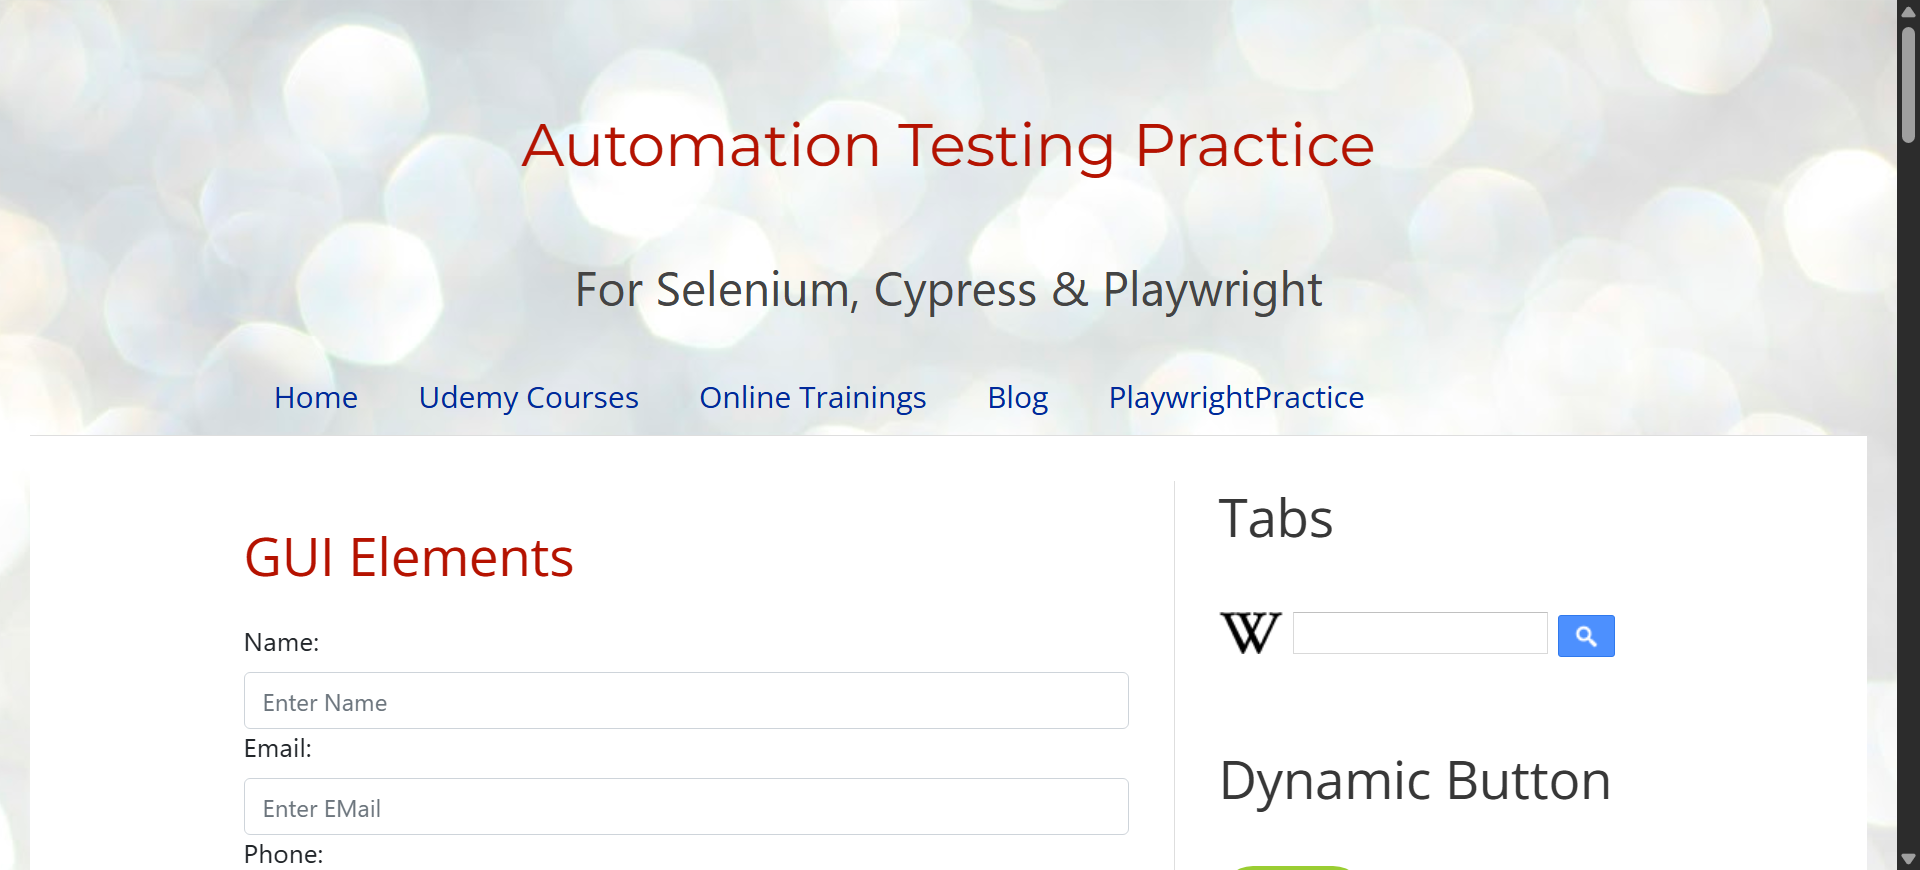 Automation Testing Practice
For Selenium, Cypress & Playwright
Home Udemy Courses Online Trainings Blog PlaywrightPractice
GUI Elements
Name:
Enter Name
Email:
Enter EMail
Phone:
Tabs
W
Dynamic Button